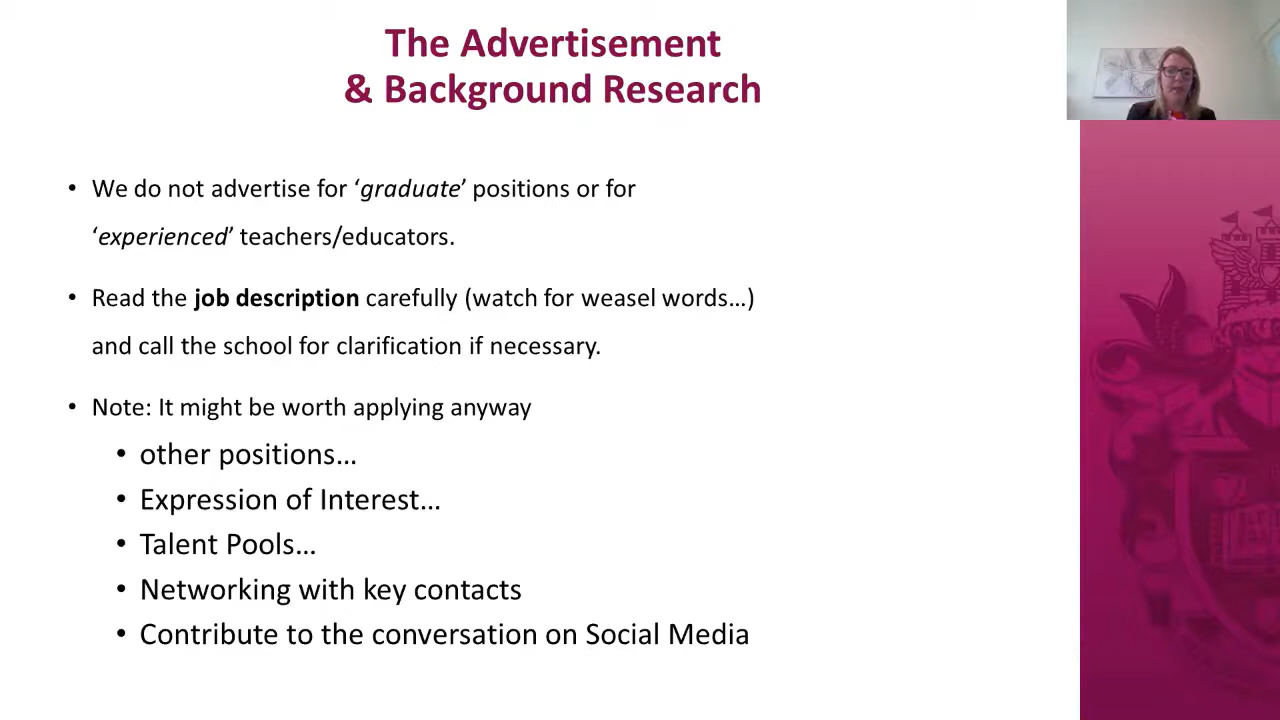 The Advertisement
& Background Research
• We do not advertise for ‘graduate’ positions or for
‘experienced’ teachers/educators.
• Read the job description carefully (watch for weasel words…)
and call the school for clarification if necessary.
• Note: It might be worth applying anyway
• other positions…
• Expression of Interest…
• Talent Pools…
• Networking with key contacts
• Contribute to the conversation on Social Media